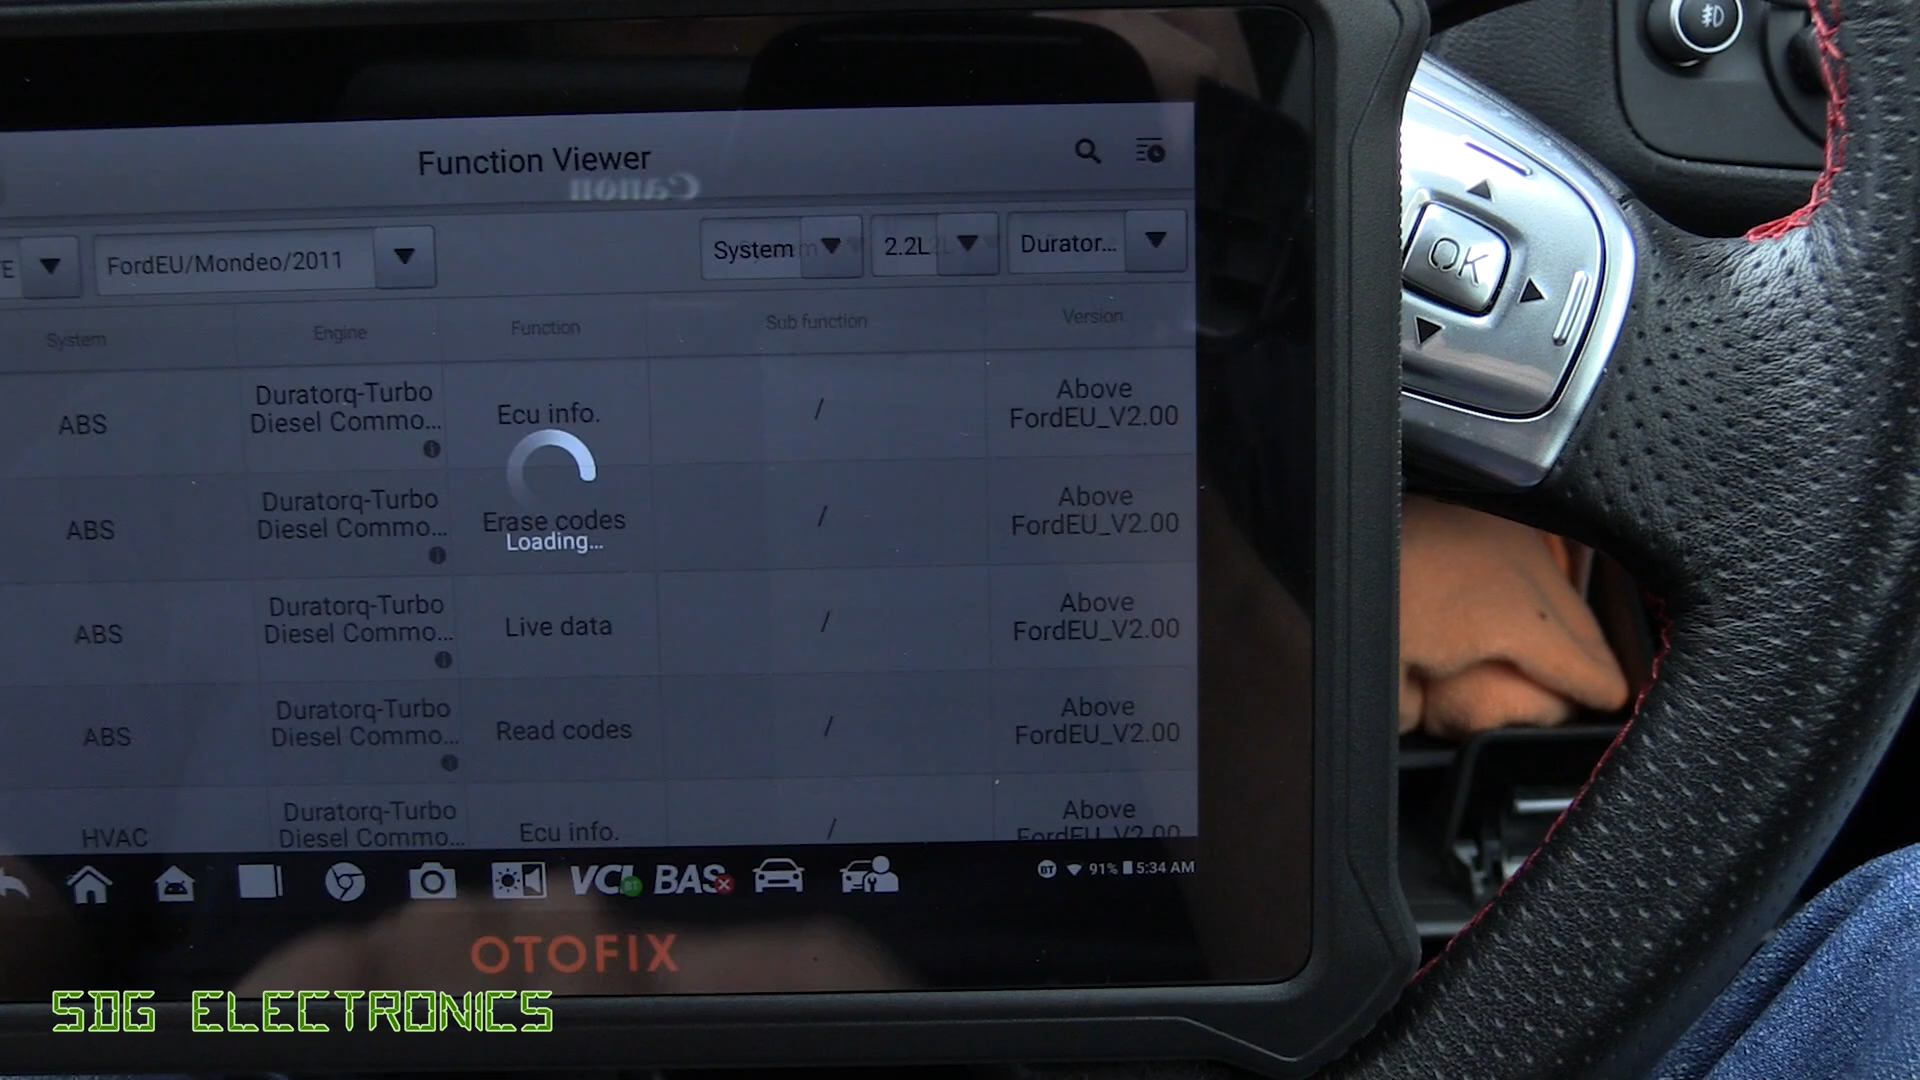 Function Viewer
Canon
E FordEU/Mondeo/2011 System 2.2L Durator...
System Engine Function Sub function Version
ABS Duratorq-Turbo Diesel Commo... Ecu info. / Above FordEU_V2.00
ABS Duratorq-Turbo Diesel Commo... Erase codes / Above FordEU_V2.00
Loading...
ABS Duratorq-Turbo Diesel Commo... Live data / Above FordEU_V2.00
ABS Duratorq-Turbo Diesel Commo... Read codes / Above FordEU_V2.00
HVAC Duratorq-Turbo Diesel Commo... Ecu info. / Above FordEU_V2.00
VCI BT BAS BT 91% 5:34 AM
OTOFIX
OK
SDG ELECTRONICS